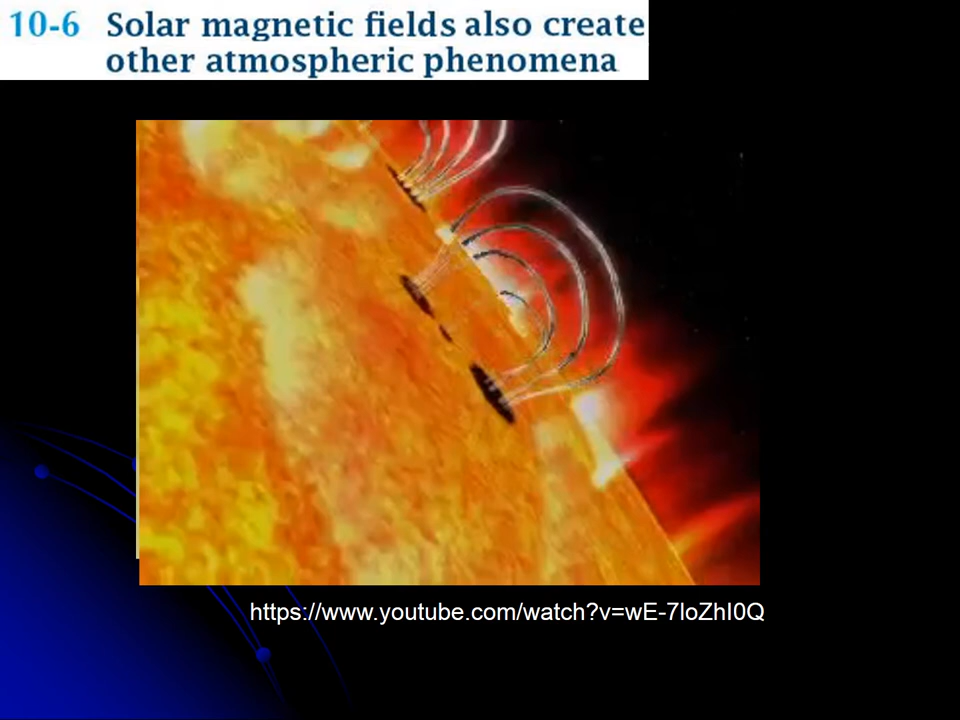 10-6 Solar magnetic fields also create
other atmospheric phenomena
https://www.youtube.com/watch?v=wE-7loZhI0Q